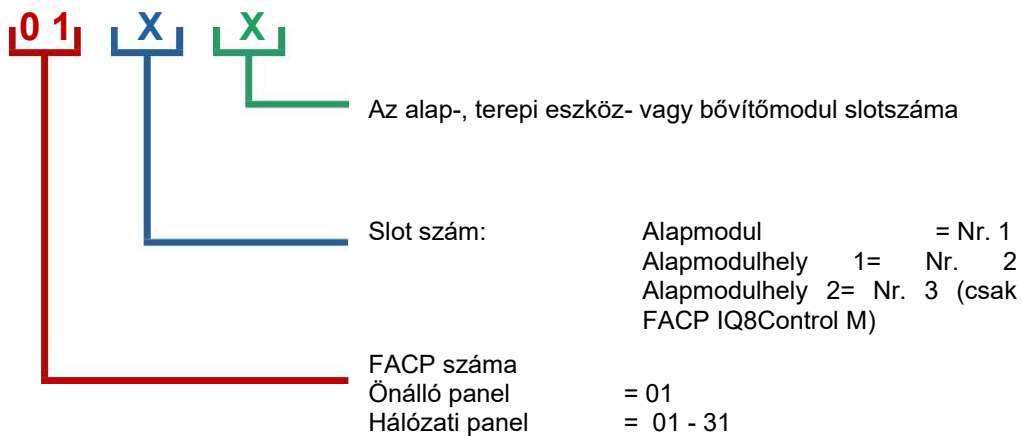 0 1 X X
Az alap-, terepi eszköz- vagy bővítőmodul slotszáma
Slot szám: Alapmodul = Nr. 1
Alapmodulhely 1= Nr. 2
Alapmodulhely 2= Nr. 3 (csak
FACP IQ8Control M)
FACP száma
Önálló panel = 01
Hálózati panel = 01 - 31